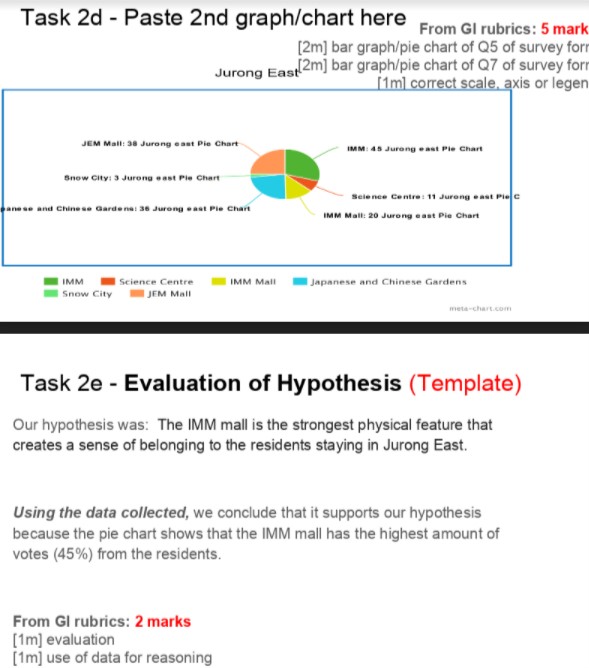 Task 2d - Paste 2nd graph/chart here
From GI rubrics: 5 mark
[2m] bar graph/pie chart of Q5 of survey forr
[2m] bar graph/pie chart of Q7 of survey forr
Jurong East
[1m] correct scale, axis or legen
JEM Mall: 38 Jurong east Pie Chart
IMM: 45 Jurong east Pie Chart
Snow City: 3 Jurong east Pie Chart
Science Centre: 11 Jurong east Pie C
panese and Chinese Gardens: 36 Jurong east Pie Chart
IMM Mall: 20 Jurong east Pie Chart
IMM Science Centre IMM Mall Japanese and Chinese Gardens
Snow City JEM Mall
meta-chart.com
Task 2e - Evaluation of Hypothesis (Template)
Our hypothesis was: The IMM mall is the strongest physical feature that
creates a sense of belonging to the residents staying in Jurong East.
Using the data collected, we conclude that it supports our hypothesis
because the pie chart shows that the IMM mall has the highest amount of
votes (45%) from the residents.
From GI rubrics: 2 marks
[1m] evaluation
[1m] use of data for reasoning